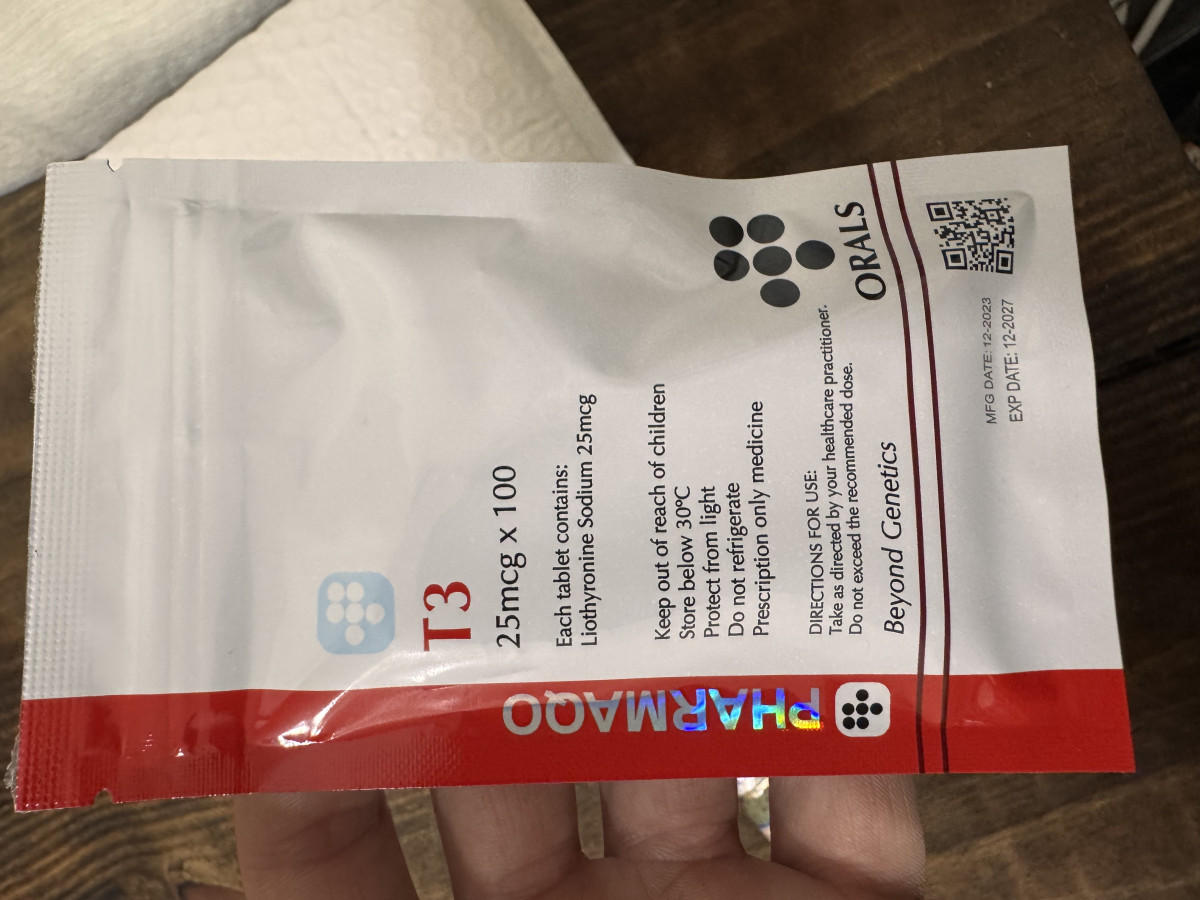 T3
25mcg x 100
Each tablet contains:
Liothyronine Sodium 25mcg
Keep out of reach of children
Store below 30ºC
Protect from light
Do not refrigerate
Prescription only medicine
DIRECTIONS FOR USE:
Take as directed by your healthcare practitioner.
Do not exceed the recommended dose.
Beyond Genetics
ORALS
MFG DATE: 12-2023
EXP DATE: 12-2027
PHARMAQO